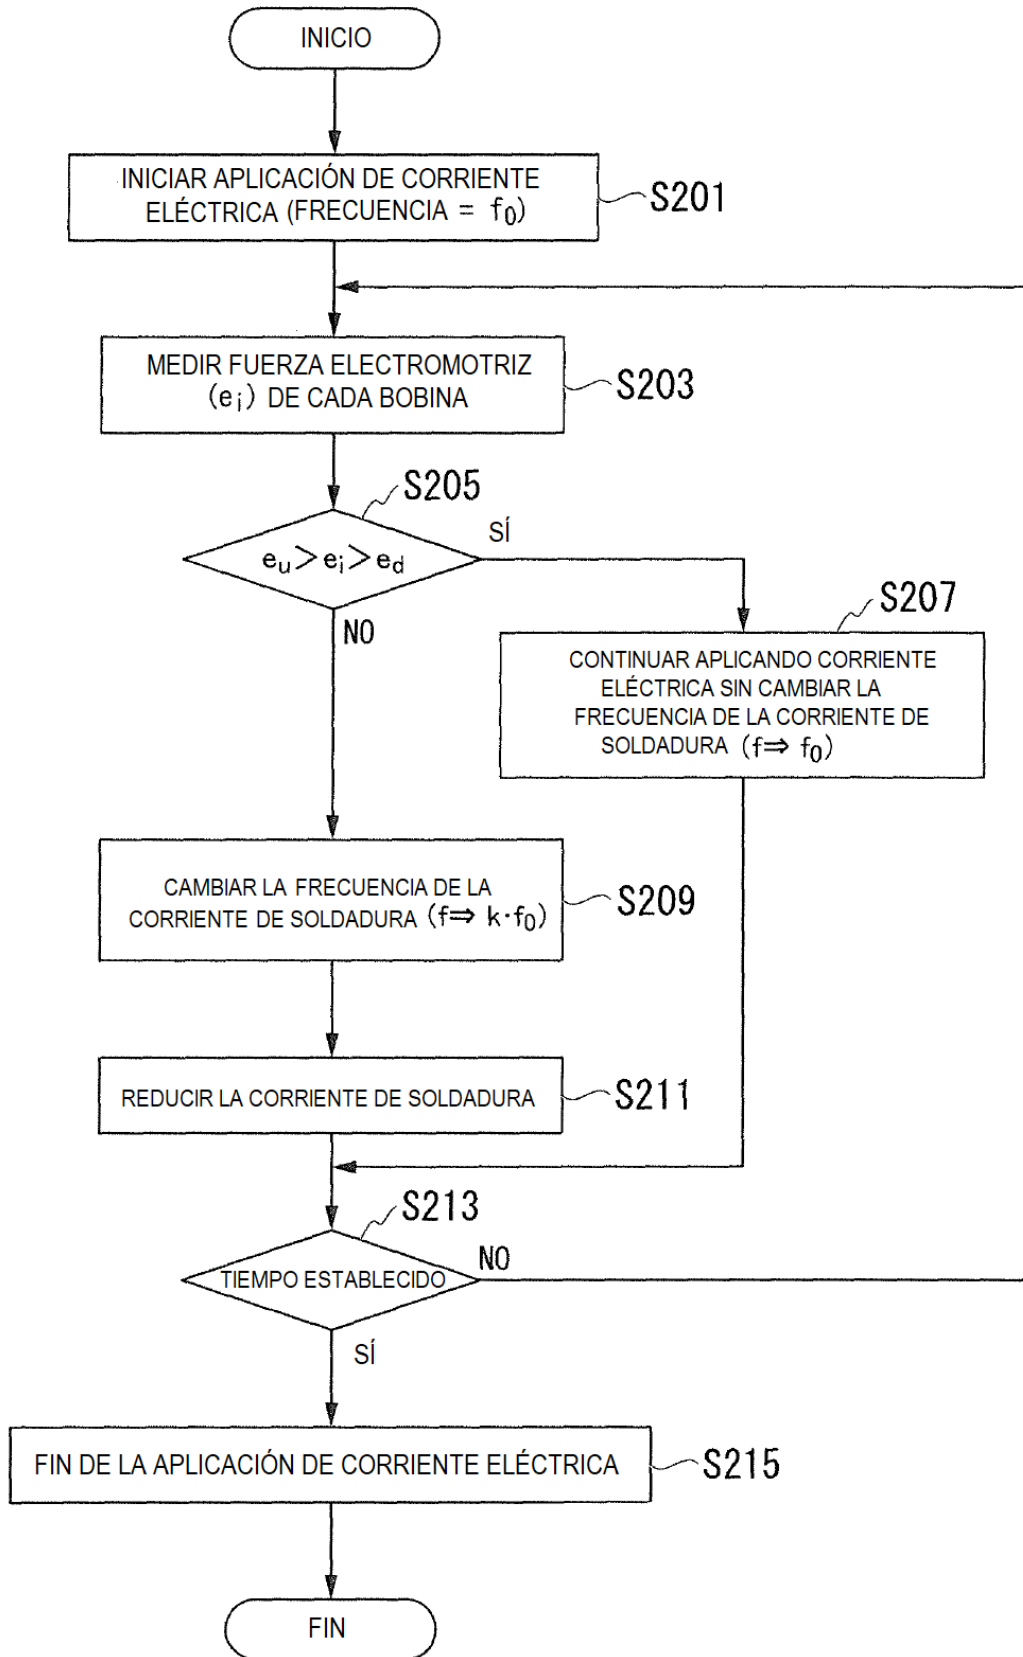 INICIO
INICIAR APLICACIÓN DE CORRIENTE
ELÉCTRICA (FRECUENCIA = f₀)
S201
MEDIR FUERZA ELECTROMOTRIZ
(eᵢ) DE CADA BOBINA
S203
S205
e_u > e_i > e_d
SÍ
NO
S207
CONTINUAR APLICANDO CORRIENTE
ELÉCTRICA SIN CAMBIAR LA
FRECUENCIA DE LA CORRIENTE DE
SOLDADURA (f⇒ f₀)
CAMBIAR LA FRECUENCIA DE LA
CORRIENTE DE SOLDADURA (f⇒ k·f₀)
S209
REDUCIR LA CORRIENTE DE SOLDADURA
S211
S213
TIEMPO ESTABLECIDO
NO
SÍ
FIN DE LA APLICACIÓN DE CORRIENTE ELÉCTRICA
S215
FIN